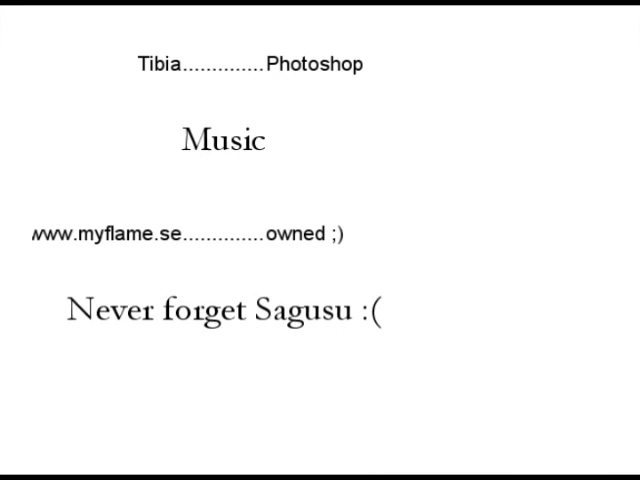 Tibia..............Photoshop
Music
www.myflame.se..............owned ;)
Never forget Sagusu :(